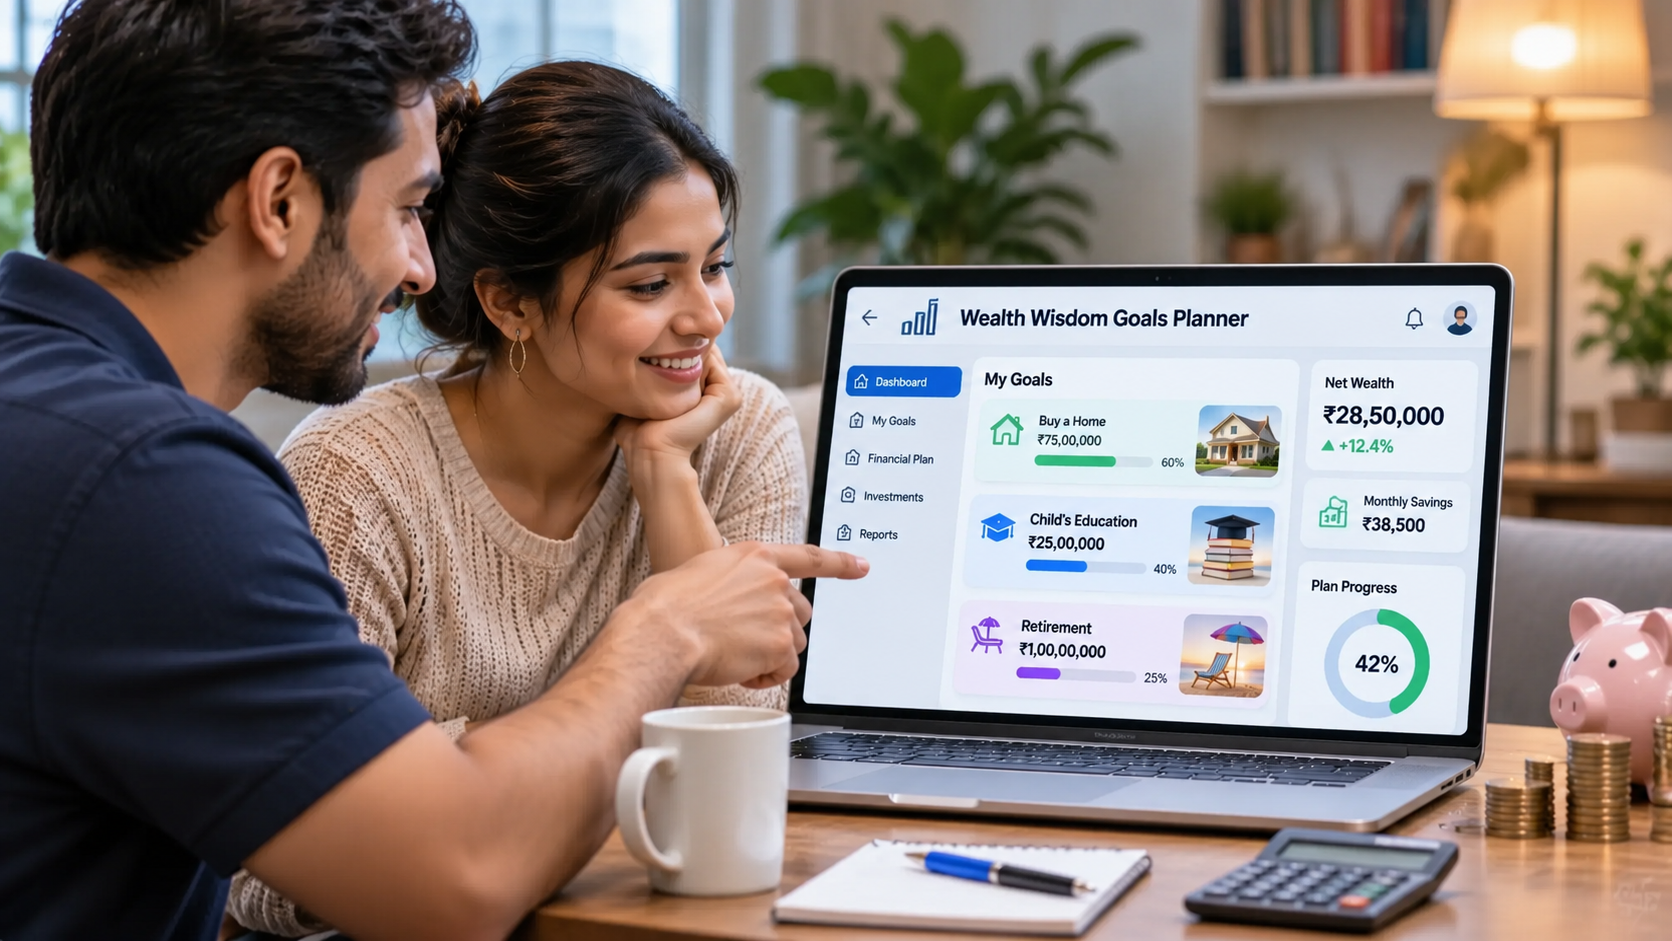 Wealth Wisdom Goals Planner
Dashboard
My Goals
Financial Plan
Investments
Reports
My Goals
Buy a Home
₹75,00,000
60%
Child's Education
₹25,00,000
40%
Retirement
₹1,00,00,000
25%
Net Wealth
₹28,50,000
+12.4%
Monthly Savings
₹38,500
Plan Progress
42%